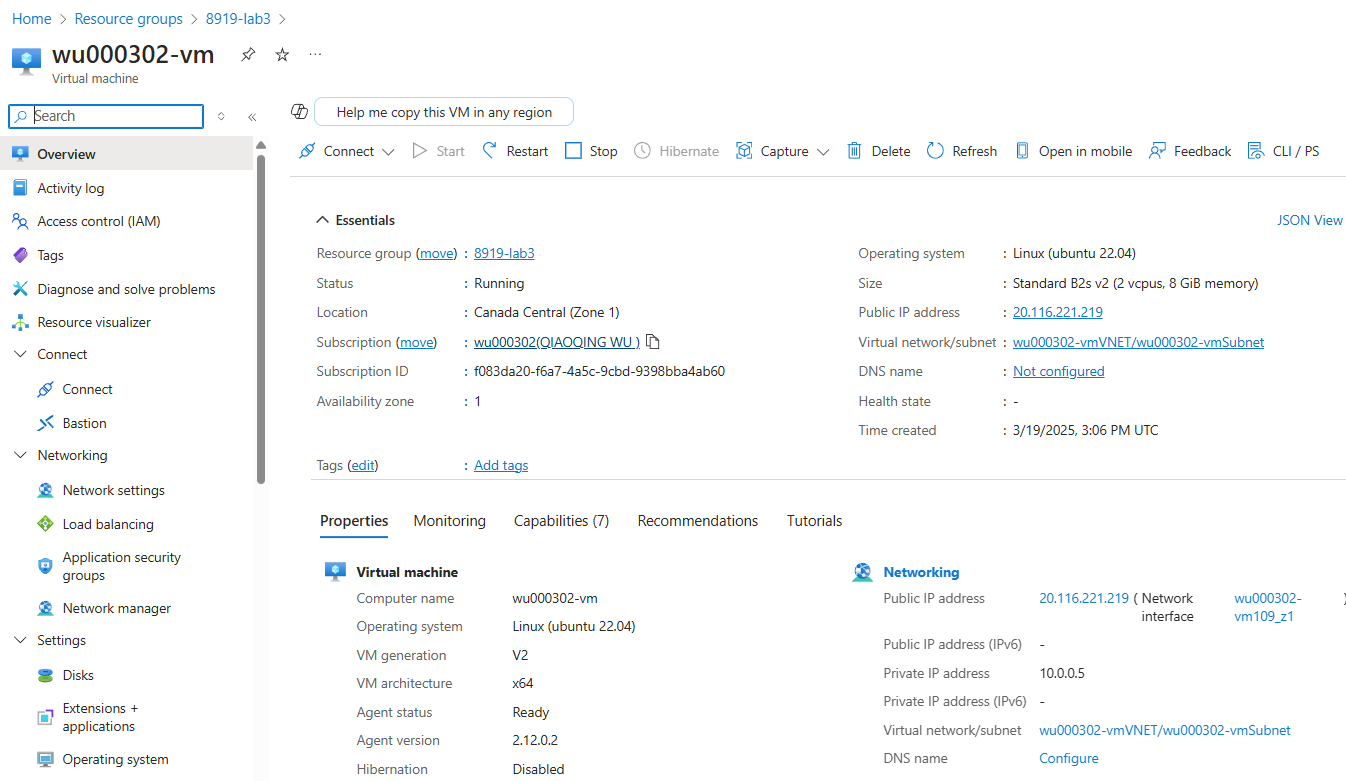 Home > Resource groups > 8919-lab3 >
wu000302-vm
Virtual machine
Search
Help me copy this VM in any region
Connect Start Restart Stop Hibernate Capture Delete Refresh Open in mobile Feedback CLI / PS
Overview
Activity log
Access control (IAM)
Tags
Diagnose and solve problems
Resource visualizer
Connect
Connect
Bastion
Networking
Network settings
Load balancing
Application security
groups
Network manager
Settings
Disks
Extensions +
applications
Operating system
Essentials
JSON View
Resource group (move) : 8919-lab3
Status : Running
Location : Canada Central (Zone 1)
Subscription (move) : wu000302(QIAOQING WU )
Subscription ID : f083da20-f6a7-4a5c-9cbd-9398bba4ab60
Availability zone : 1
Operating system : Linux (ubuntu 22.04)
Size : Standard B2s v2 (2 vcpus, 8 GiB memory)
Public IP address : 20.116.221.219
Virtual network/subnet : wu000302-vmVNET/wu000302-vmSubnet
DNS name : Not configured
Health state : -
Time created : 3/19/2025, 3:06 PM UTC
Tags (edit) : Add tags
Properties Monitoring Capabilities (7) Recommendations Tutorials
Virtual machine
Computer name wu000302-vm
Operating system Linux (ubuntu 22.04)
VM generation V2
VM architecture x64
Agent status Ready
Agent version 2.12.0.2
Hibernation Disabled
Networking
Public IP address 20.116.221.219 ( Network wu000302- )
interface vm109_z1
Public IP address (IPv6) -
Private IP address 10.0.0.5
Private IP address (IPv6) -
Virtual network/subnet wu000302-vmVNET/wu000302-vmSubnet
DNS name Configure